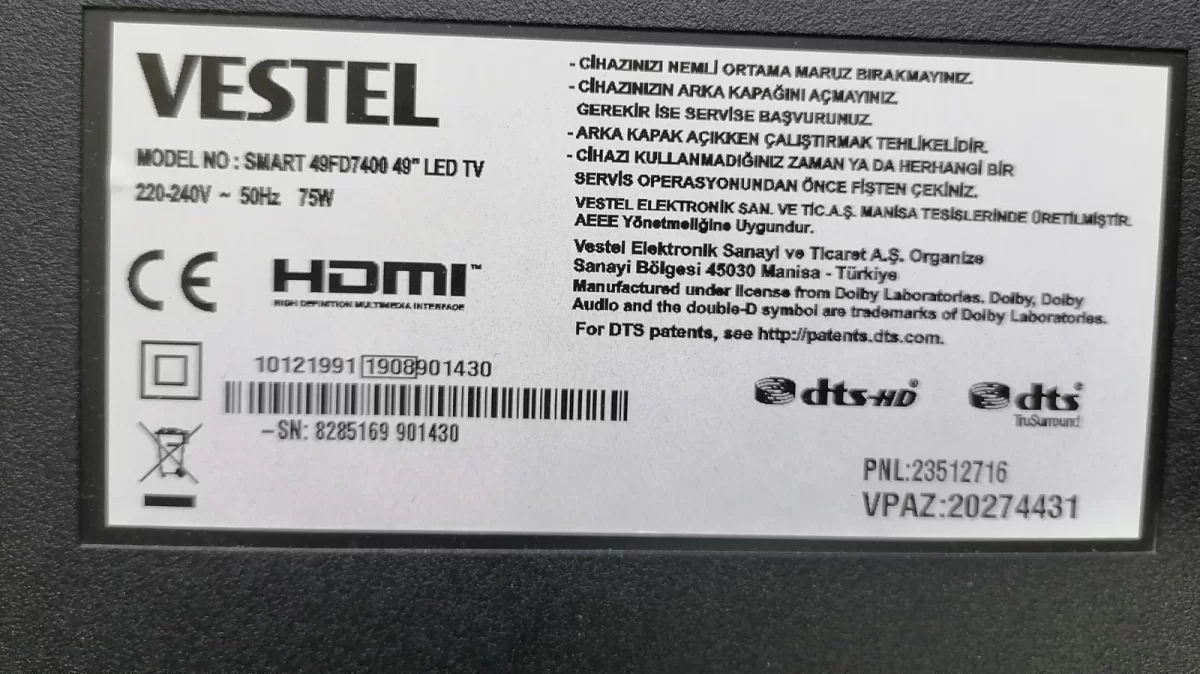 VESTEL
MODEL NO : SMART 49FD7400 49" LED TV
220-240V ~ 50Hz 75W
CE
HDMI™
HIGH DEFINITION MULTIMEDIA INTERFACE
10121991 1908901430
-SN: 8285169 901430
- CİHAZINIZI NEMLİ ORTAMA MARUZ BIRAKMAYINIZ.
- CİHAZINIZIN ARKA KAPAĞINI AÇMAYINIZ.
GEREKİR İSE SERVİSE BAŞVURUNUZ.
- ARKA KAPAK AÇIKKEN ÇALIŞTIRMAK TEHLİKELİDİR.
- CİHAZI KULLANMADIĞINIZ ZAMAN YA DA HERHANGİ BİR
SERVİS OPERASYONUNDAN ÖNCE FİŞTEN ÇEKİNİZ.
VESTEL ELEKTRONİK SAN. VE TİC.A.Ş. MANİSA TESİSLERİNDE ÜRETİLMİŞTİR.
AEEE Yönetmeliğine Uygundur.
Vestel Elektronik Sanayi ve Ticaret A.Ş. Organize
Sanayi Bölgesi 45030 Manisa - Türkiye
Manufactured under license from Dolby Laboratories. Dolby, Dolby
Audio and the double-D symbol are trademarks of Dolby Laboratories.
For DTS patents, see http://patents.dts.com.
dts-HD®
dts®
TruSurround
PNL:23512716
VPAZ:20274431